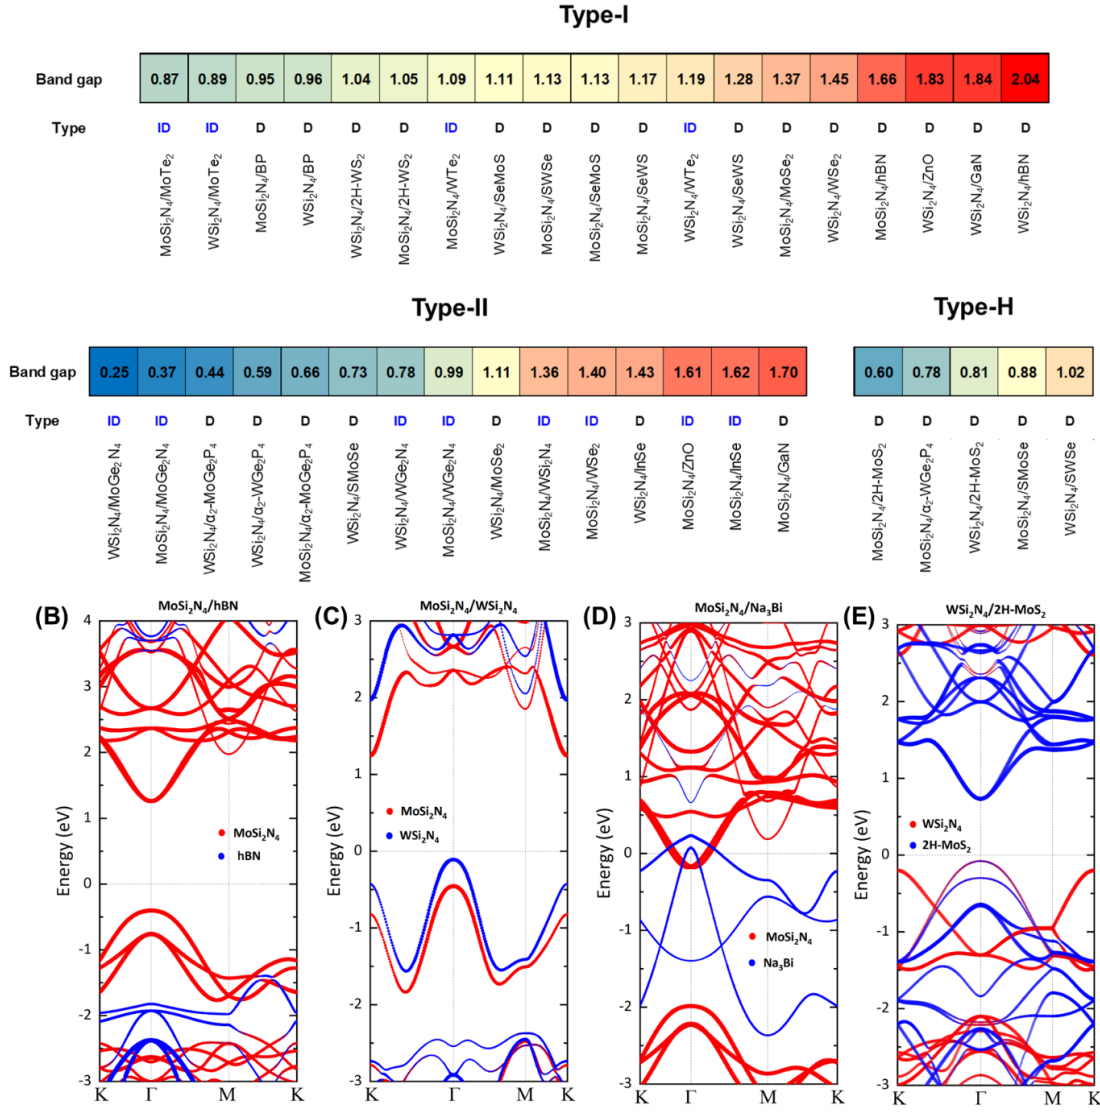 Type-I
Band gap 0.87 0.89 0.95 0.96 1.04 1.05 1.09 1.11 1.13 1.13 1.17 1.19 1.28 1.37 1.45 1.66 1.83 1.84 2.04
Type ID ID D D D D ID D D D D ID D D D D D D D
MoSi₂N₄/MoTe₂
WSi₂N₄/MoTe₂
MoSi₂N₄/BP
WSi₂N₄/BP
WSi₂N₄/2H-WS₂
MoSi₂N₄/2H-WS₂
MoSi₂N₄/WTe₂
WSi₂N₄/SeMoS
MoSi₂N₄/SWSe
MoSi₂N₄/SeMoS
MoSi₂N₄/SeWS
WSi₂N₄/WTe₂
WSi₂N₄/SeWS
MoSi₂N₄/MoSe₂
WSi₂N₄/WSe₂
MoSi₂N₄/hBN
WSi₂N₄/ZnO
WSi₂N₄/GaN
WSi₂N₄/hBN
Type-II
Band gap 0.25 0.37 0.44 0.59 0.66 0.73 0.78 0.99 1.11 1.36 1.40 1.43 1.61 1.62 1.70
Type ID ID D D D D ID ID D ID ID D ID ID D
WSi₂N₄/MoGe₂N₄
MoSi₂N₄/MoGe₂N₄
WSi₂N₄/α₂-MoGe₂P₄
WSi₂N₄/α₂-WGe₂P₄
MoSi₂N₄/α₂-MoGe₂P₄
WSi₂N₄/SMoSe
WSi₂N₄/WGe₂N₄
MoSi₂N₄/WGe₂N₄
WSi₂N₄/MoSe₂
MoSi₂N₄/WSi₂N₄
MoSi₂N₄/WSe₂
WSi₂N₄/InSe
MoSi₂N₄/ZnO
MoSi₂N₄/InSe
MoSi₂N₄/GaN
Type-H
0.60 0.78 0.81 0.88 1.02
D D D D D
MoSi₂N₄/2H-MoS₂
MoSi₂N₄/α₂-WGe₂P₄
WSi₂N₄/2H-MoS₂
MoSi₂N₄/SMoSe
WSi₂N₄/SWSe
(B)
MoSi₂N₄/hBN
Energy (eV)
4
3
2
1
0
-1
-2
-3
MoSi₂N₄
hBN
K Γ M K
(C)
MoSi₂N₄/WSi₂N₄
Energy (eV)
3
2
1
0
-1
-2
-3
MoSi₂N₄
WSi₂N₄
K Γ M K
(D)
MoSi₂N₄/Na₃Bi
Energy (eV)
3
2
1
0
-1
-2
-3
MoSi₂N₄
Na₃Bi
K Γ M K
(E)
WSi₂N₄/2H-MoS₂
Energy (eV)
3
2
1
0
-1
-2
-3
WSi₂N₄
2H-MoS₂
K Γ M K